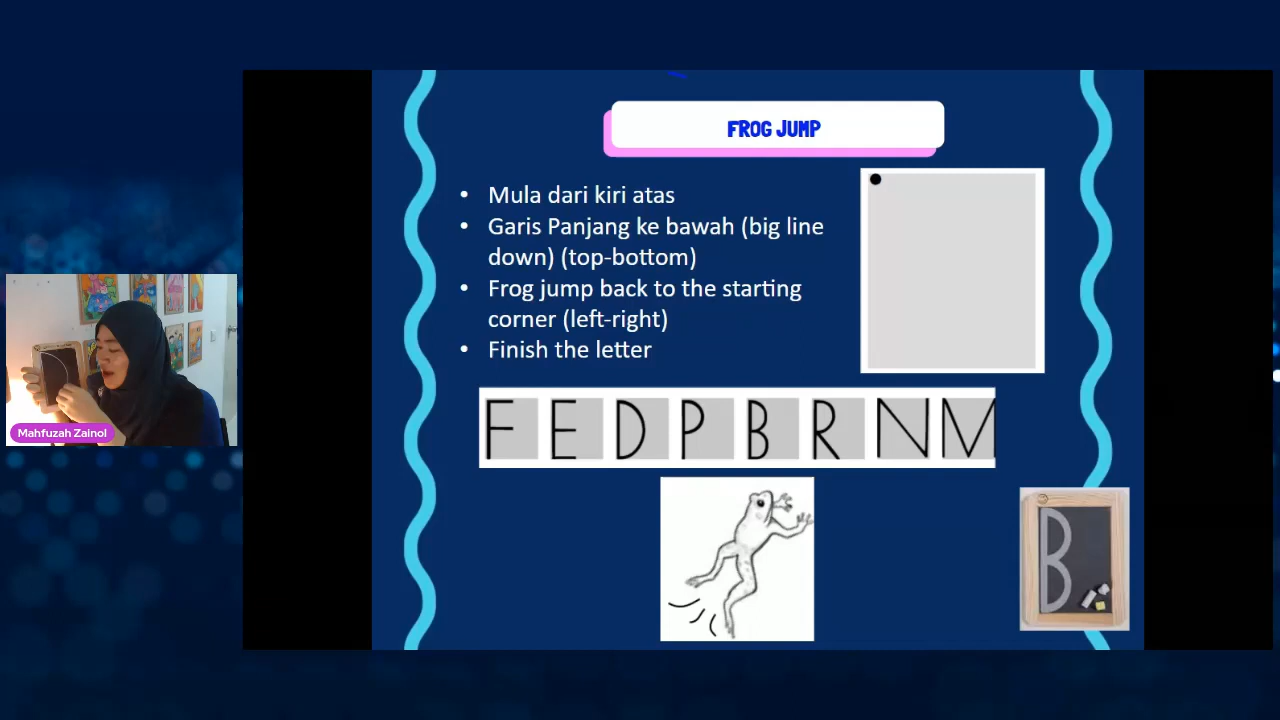 FROG JUMP
• Mula dari kiri atas
• Garis Panjang ke bawah (big line
down) (top-bottom)
• Frog jump back to the starting
corner (left-right)
• Finish the letter
F E D P B R N M
B
Mahfuzah Zainol